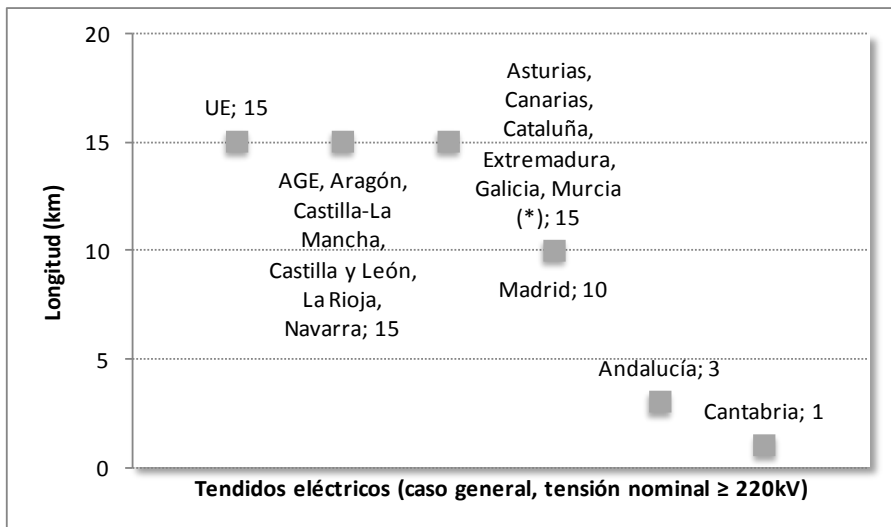 20
15
10
5
0
Longitud (km)
UE; 15
AGE, Aragón,
Castilla-La
Mancha,
Castilla y León,
La Rioja,
Navarra; 15
Asturias,
Canarias,
Cataluña,
Extremadura,
Galicia, Murcia
(*); 15
Madrid; 10
Andalucía; 3
Cantabria; 1
Tendidos eléctricos (caso general, tensión nominal ≥ 220kV)